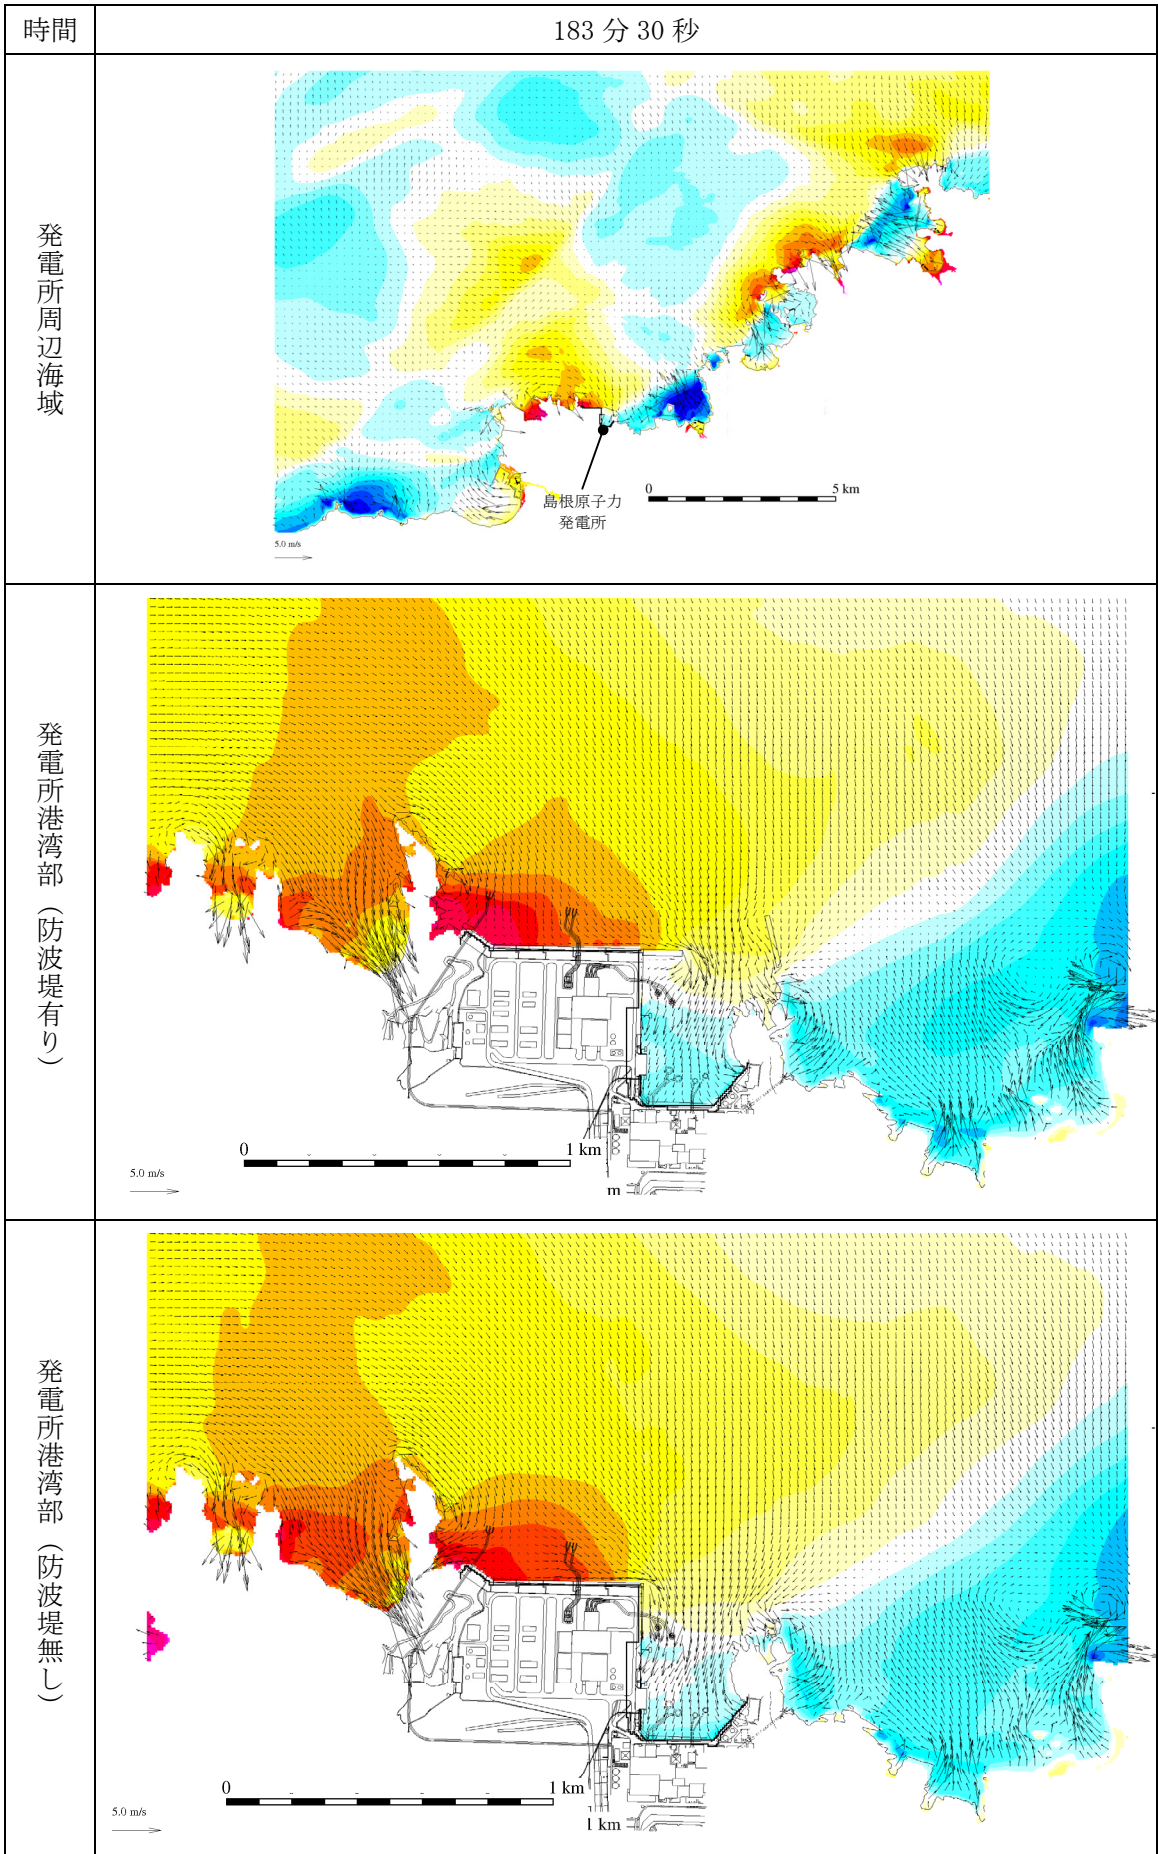 時間
183 分 30 秒
発電所周辺海域
島根原子力
発電所
0
5 km
5.0 m/s
発電所港湾部（防波堤有り）
0
1 km
5.0 m/s
m
発電所港湾部（防波堤無し）
0
1 km
5.0 m/s
1 km